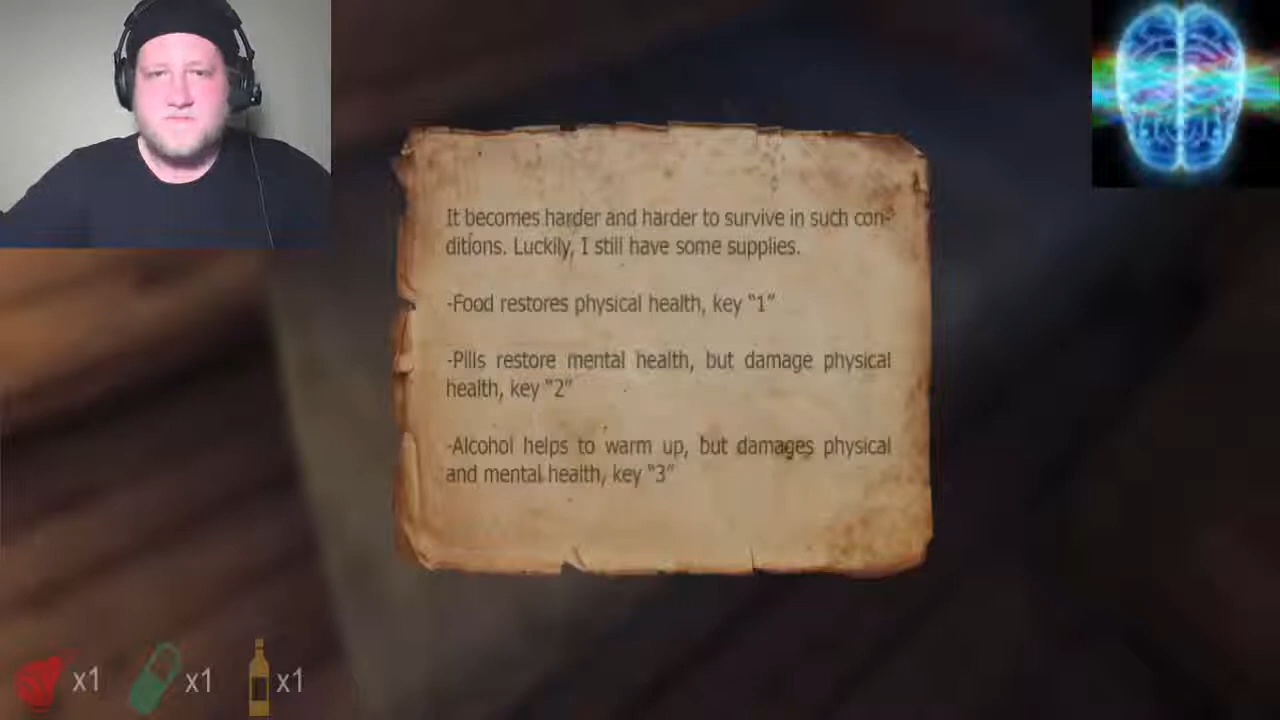 It becomes harder and harder to survive in such con-
ditions. Luckily, I still have some supplies.
-Food restores physical health, key “1”
-Pills restore mental health, but damage physical
health, key “2”
-Alcohol helps to warm up, but damages physical
and mental health, key “3”
x1 x1 x1